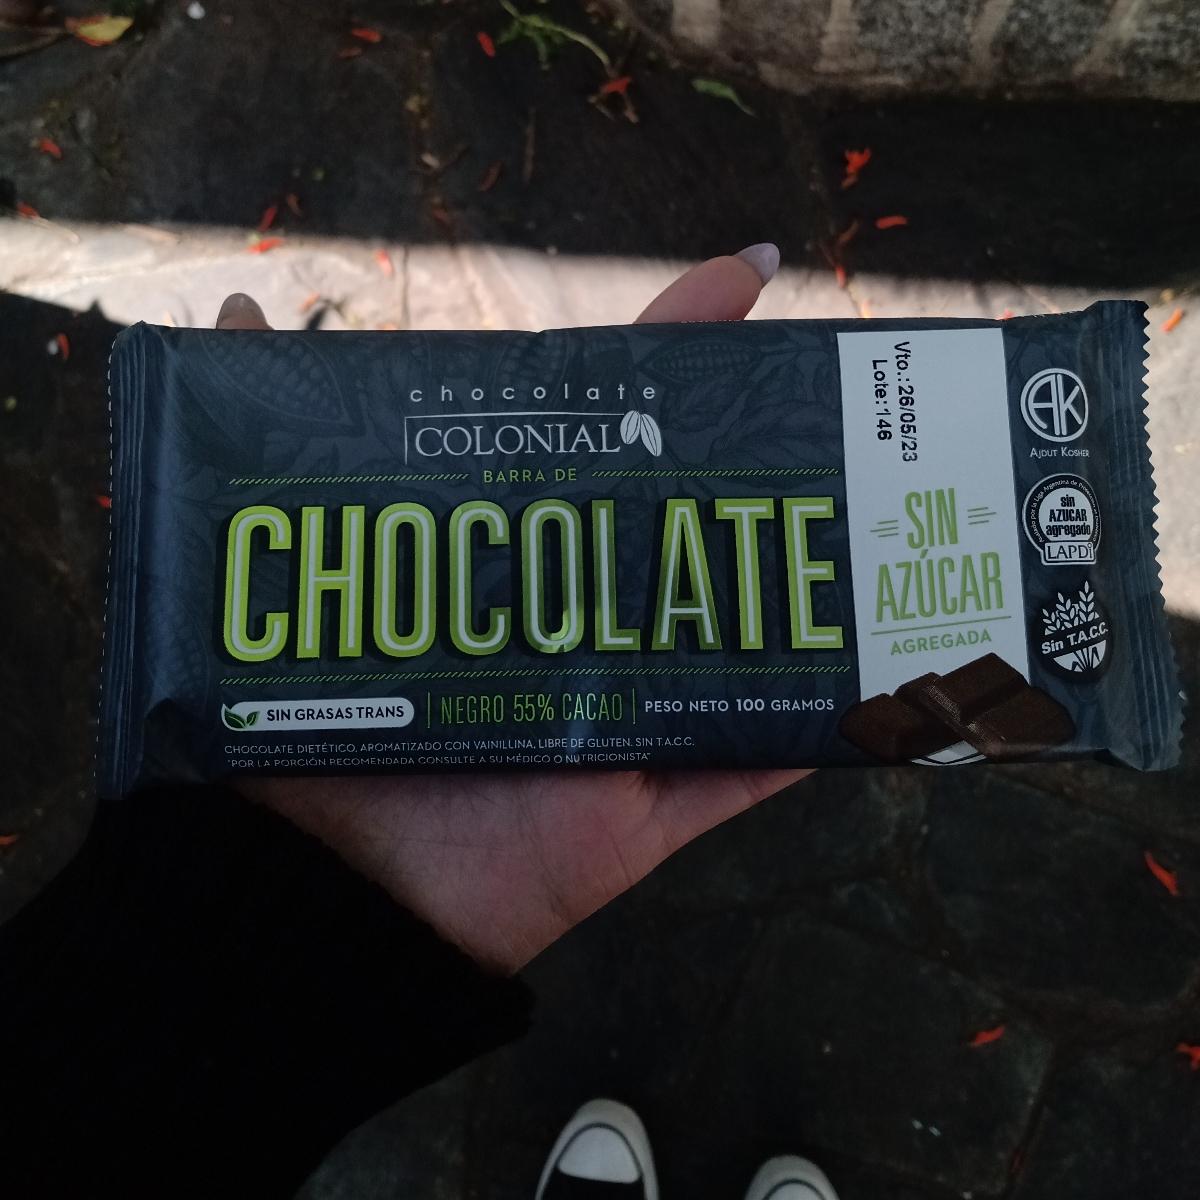 chocolate
COLONIAL
BARRA DE
CHOCOLATE
SIN GRASAS TRANS
NEGRO 55% CACAO
PESO NETO 100 GRAMOS
CHOCOLATE DIETÉTICO, AROMATIZADO CON VAINILLINA, LIBRE DE GLUTEN. SIN T.A.C.C.
"POR LA PORCIÓN RECOMENDADA CONSULTE A SU MÉDICO O NUTRICIONISTA"
Vto.: 26/05/23
Lote: 146
SIN
AZÚCAR
AGREGADA
AK
AJDUT KOSHER
sin
AZUCAR
agregado
LAPDI
Sin T.A.C.C.